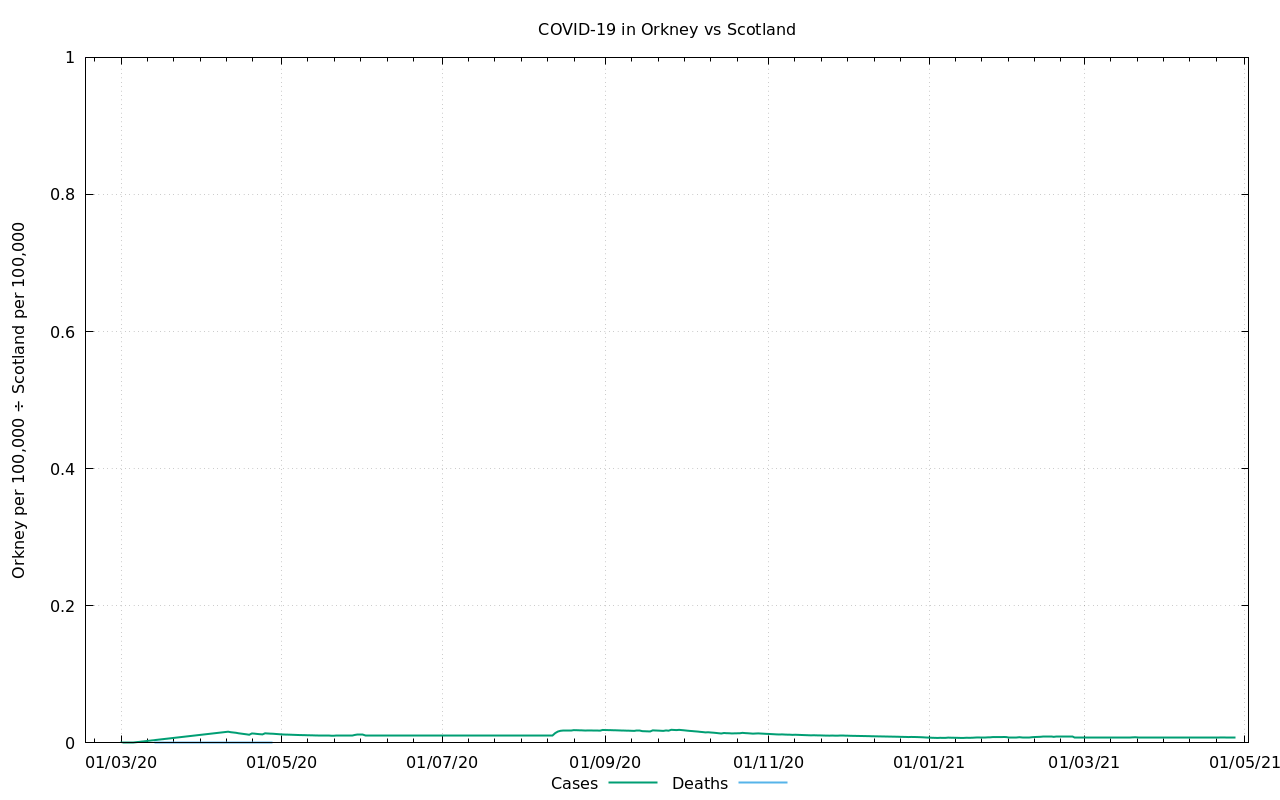 COVID-19 in Orkney vs Scotland
Orkney per 100,000 ÷ Scotland per 100,000
1
0.8
0.6
0.4
0.2
0
01/03/20 01/05/20 01/07/20 01/09/20 01/11/20 01/01/21 01/03/21 01/05/21
Cases Deaths